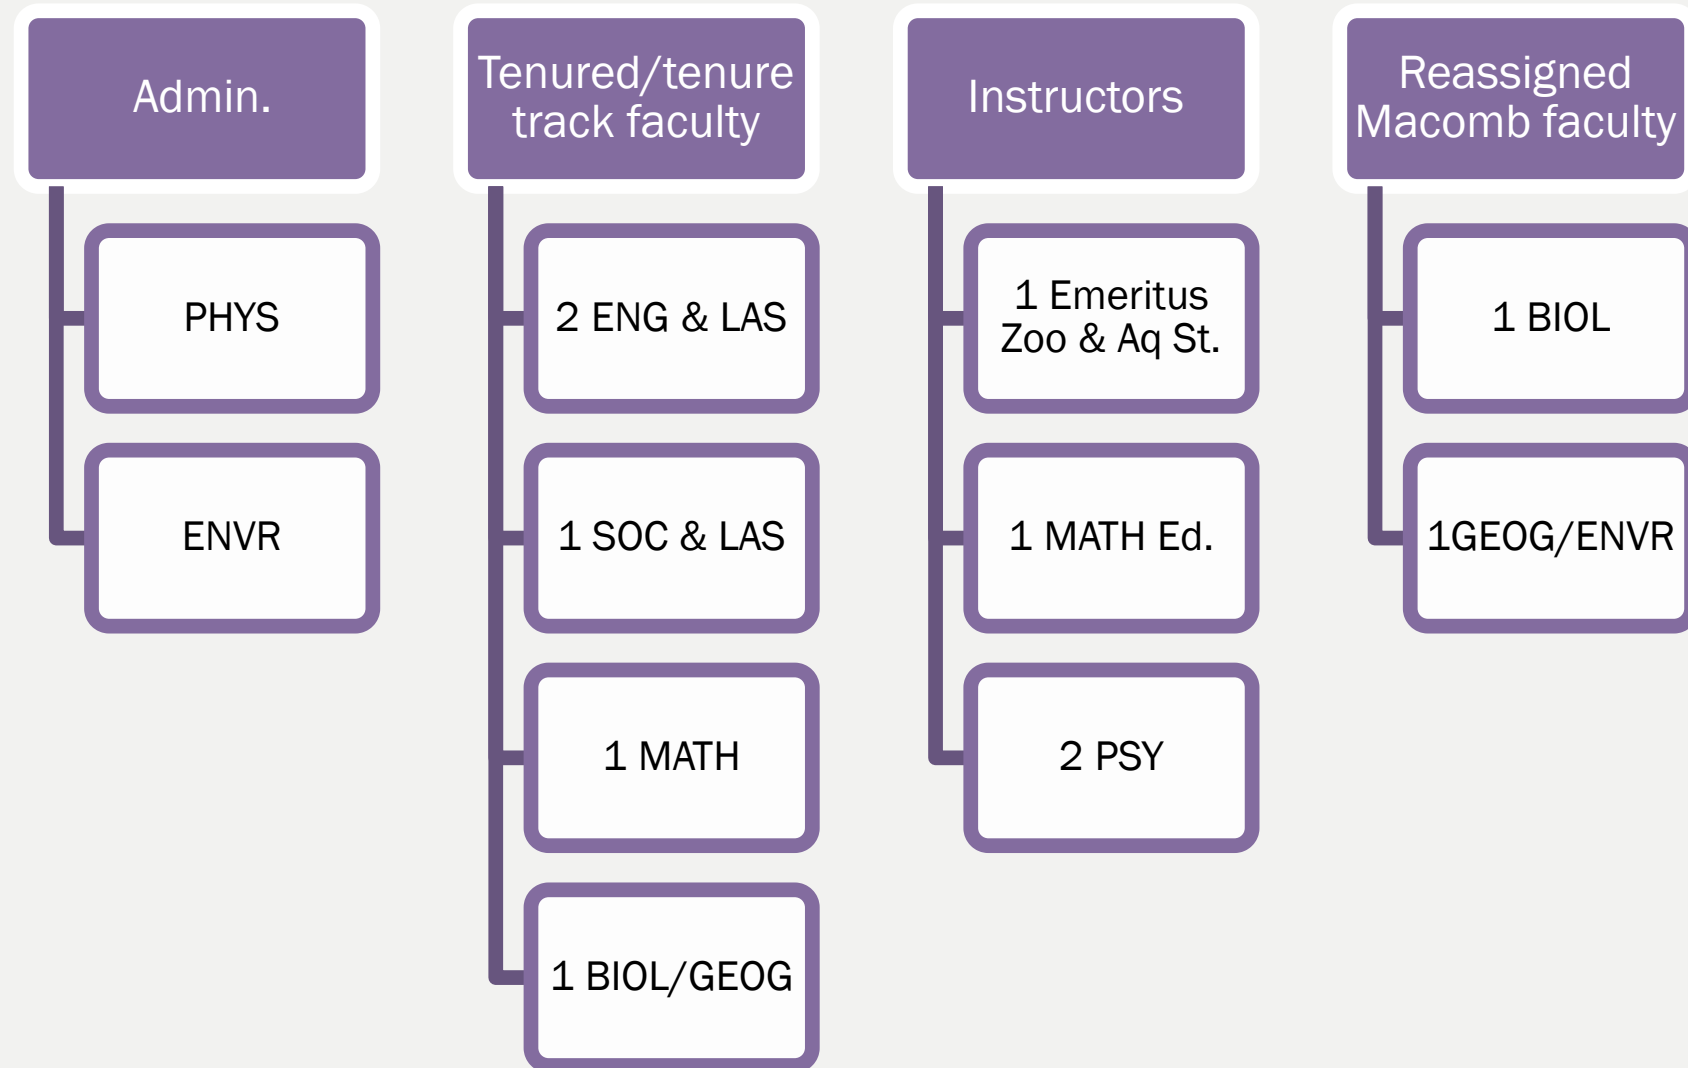 Admin.
PHYS
ENVR
Tenured/tenure
track faculty
2 ENG & LAS
1 SOC & LAS
1 MATH
1 BIOL/GEOG
Instructors
1 Emeritus
Zoo & Aq St.
1 MATH Ed.
2 PSY
Reassigned
Macomb faculty
1 BIOL
1GEOG/ENVR